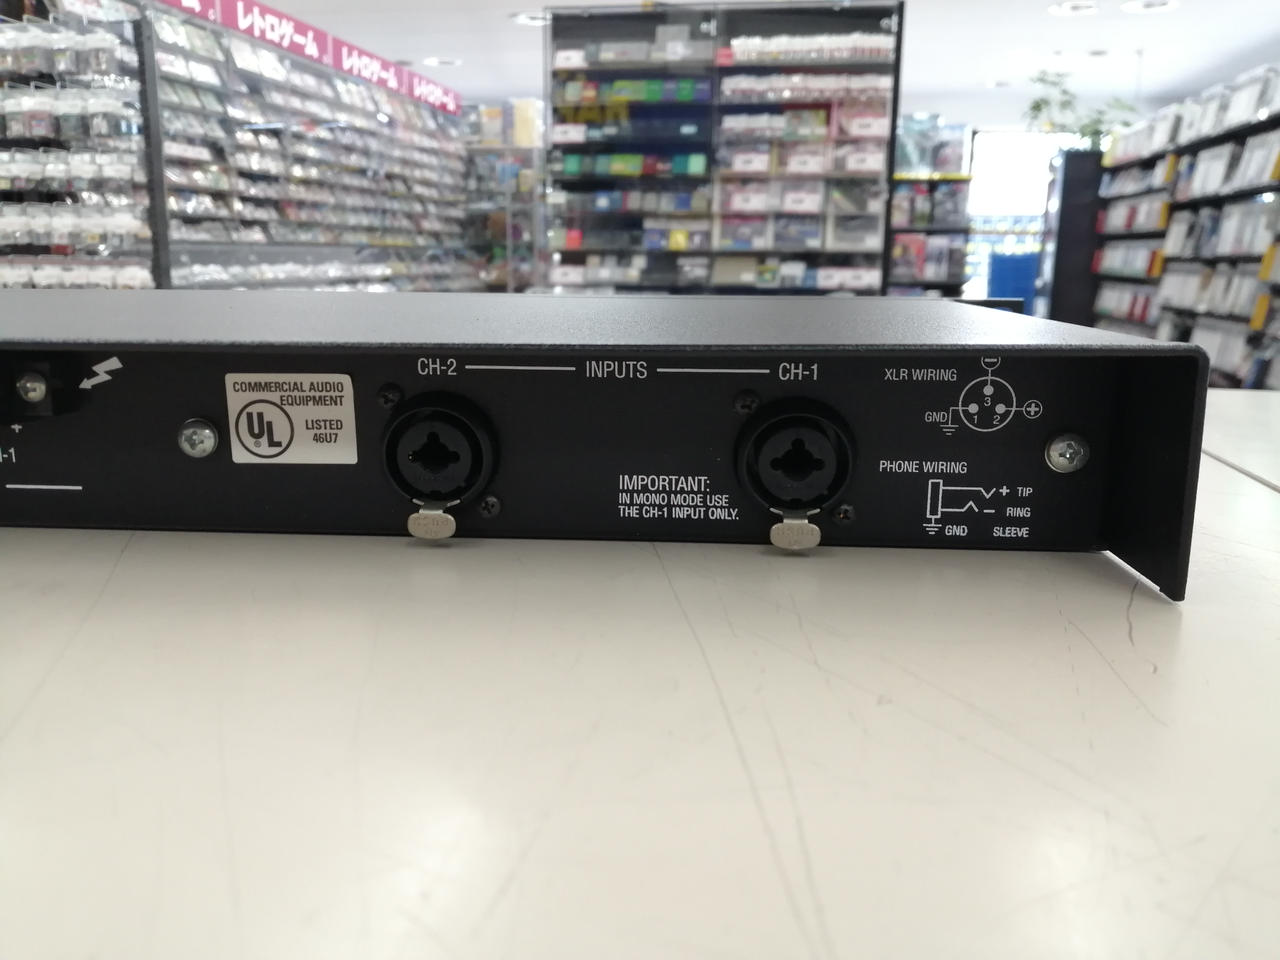 レトロゲーム
レトロゲーム
レトロゲーム
COMMERCIAL AUDIO
EQUIPMENT
UL
®
LISTED
46U7
CH-2
INPUTS
CH-1
IMPORTANT:
IN MONO MODE USE
THE CH-1 INPUT ONLY.
XLR WIRING
GND
3
1
2
PHONE WIRING
+ TIP
− RING
GND
SLEEVE
+
-1